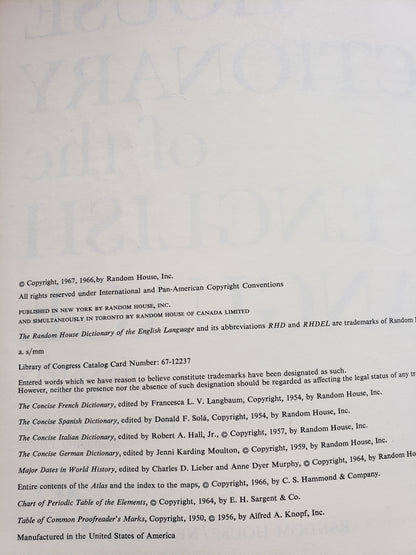 © Copyright, 1967, 1966, by Random House, Inc.
All rights reserved under International and Pan-American Copyright Conventions
PUBLISHED IN NEW YORK BY RANDOM HOUSE, INC.
AND SIMULTANEOUSLY IN TORONTO BY RANDOM HOUSE OF CANADA LIMITED
The Random House Dictionary of the English Language and its abbreviations RHD and RHDEL are trademarks of Random
a. s/mm
Library of Congress Catalog Card Number: 67-12237
Entered words which we have reason to believe constitute trademarks have been designated as such.
However, neither the presence nor the absence of such designation should be regarded as affecting the legal status of any
The Concise French Dictionary, edited by Francesca L. V. Langbaum, Copyright, 1954, by Random House, Inc.
The Concise Spanish Dictionary, edited by Donald F. Solá, Copyright, 1954, by Random House, Inc.
The Concise Italian Dictionary, edited by Robert A. Hall, Jr., © Copyright, 1957, by Random House, Inc.
The Concise German Dictionary, edited by Jenni Karding Moulton, © Copyright, 1959, by Random House, Inc.
Major Dates in World History, edited by Charles D. Lieber and Anne Dyer Murphy, © Copyright, 1964, by Random
Entire contents of the Atlas and the index to the maps, © Copyright, 1966, by C. S. Hammond & Company.
Chart of Periodic Table of the Elements, © Copyright, 1964, by E. H. Sargent & Co.
Table of Common Proofreader's Marks, Copyright, 1950, © 1956, by Alfred A. Knopf, Inc.
Manufactured in the United States of America